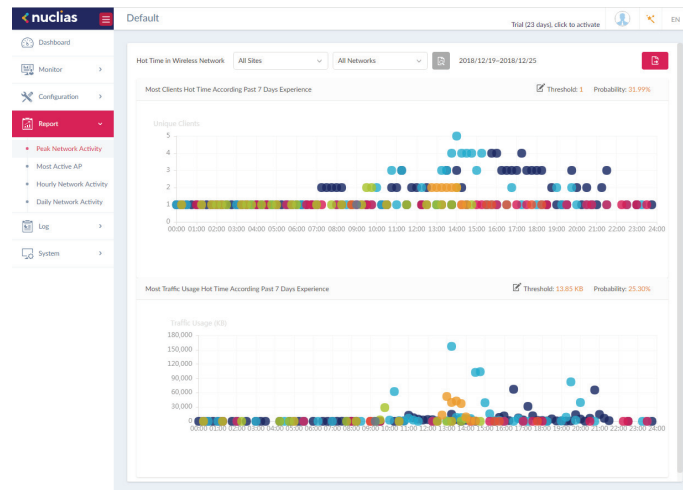 nuclias
Default
Trial (23 days), click to activate
EN
Dashboard
Monitor
Configuration
Report
Peak Network Activity
Most Active AP
Hourly Network Activity
Daily Network Activity
Log
System
Hot Time in Wireless Network
All Sites
All Networks
2018/12/19~2018/12/25
Most Clients Hot Time According Past 7 Days Experience
Threshold: 1 Probability: 31.99%
Unique Clients
5
4
3
2
1
0
00:00 01:00 02:00 03:00 04:00 05:00 06:00 07:00 08:00 09:00 10:00 11:00 12:00 13:00 14:00 15:00 16:00 17:00 18:00 19:00 20:00 21:00 22:00 23:00 24:00
Most Traffic Usage Hot Time According Past 7 Days Experience
Threshold: 13.85 KB Probability: 25.30%
Traffic Usage (KB)
180,000
150,000
120,000
90,000
60,000
30,000
0
00:00 01:00 02:00 03:00 04:00 05:00 06:00 07:00 08:00 09:00 10:00 11:00 12:00 13:00 14:00 15:00 16:00 17:00 18:00 19:00 20:00 21:00 22:00 23:00 24:00